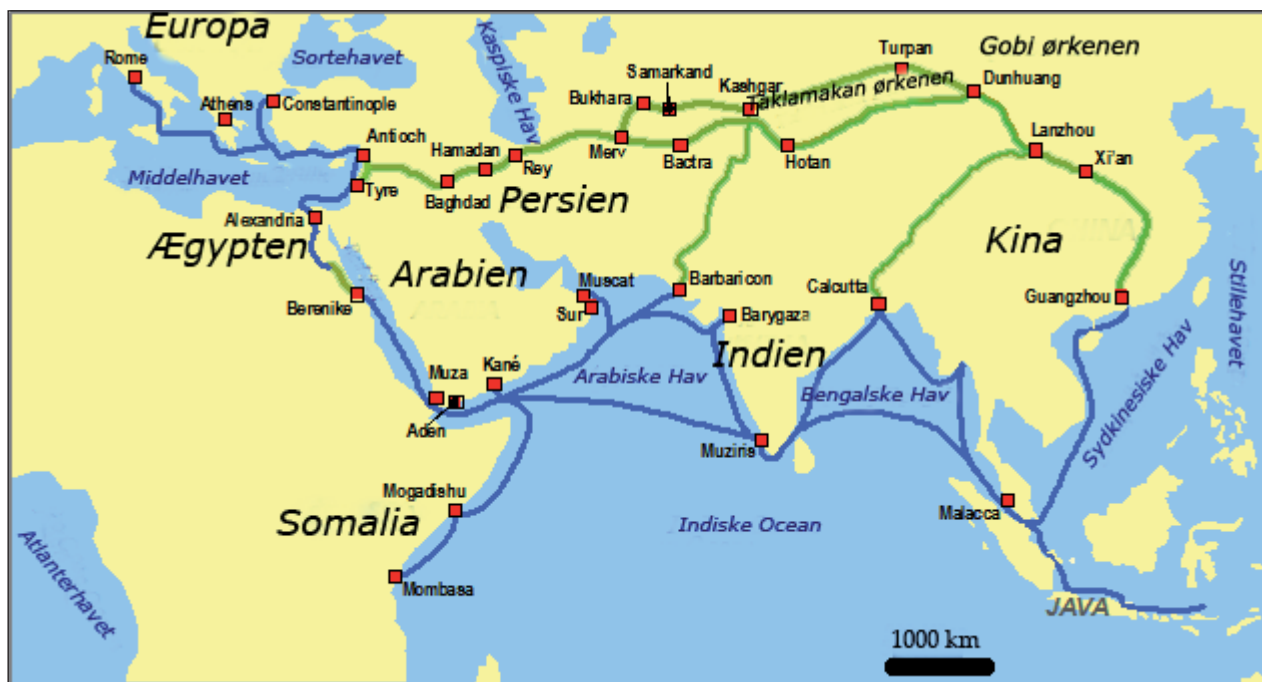 Europa
Rome
Sortehavet
Kaspiske Hav
Turpan
Gobi ørkenen
Samarkand
Kashgar
Taklamakan ørkenen
Dunhuang
Athens
Constantinople
Bukhara
Antioch
Hamadan
Lanzhou
Merv
Bactra
Hotan
Rey
Xi'an
Middelhavet
Tyre
Baghdad
Persien
Alexandria
Ægypten
Kina
Arabien
Muscat
Barbaricon
Calcutta
Guangzhou
Stillehavet
Berenike
Sur
Barygaza
Indien
Muza
Kané
Arabiske Hav
Bengalske Hav
Sydkinesiske Hav
Aden
Muziris
Mogadishu
Somalia
Indiske Ocean
Malacca
Atlanterhavet
Mombasa
JAVA
1000 km